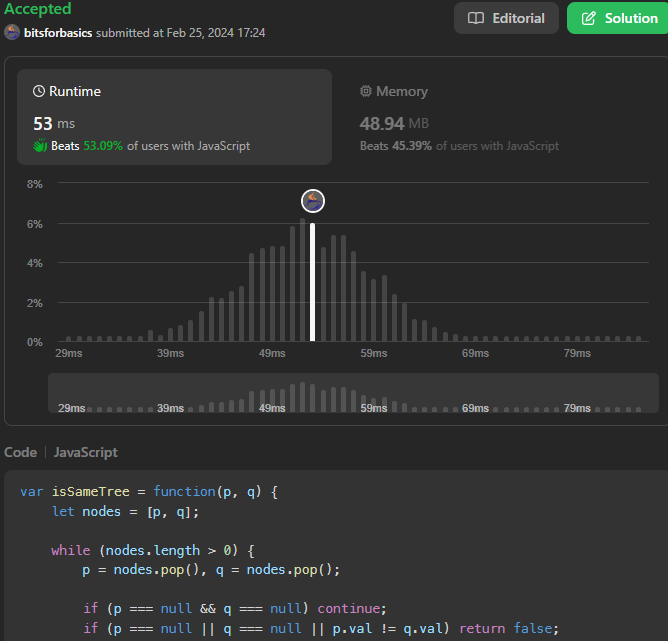 Accepted
bitsforbasics submitted at Feb 25, 2024 17:24
Editorial
Solution
Runtime
53 ms
Beats 53.09% of users with JavaScript
Memory
48.94 MB
Beats 45.39% of users with JavaScript
8%
6%
4%
2%
0%
29ms 39ms 49ms 59ms 69ms 79ms
29ms 39ms 49ms 59ms 69ms 79ms
Code | JavaScript
var isSameTree = function(p, q) {
    let nodes = [p, q];
    while (nodes.length > 0) {
        p = nodes.pop(), q = nodes.pop();
        if (p === null && q === null) continue;
        if (p === null || q === null || p.val != q.val) return false;